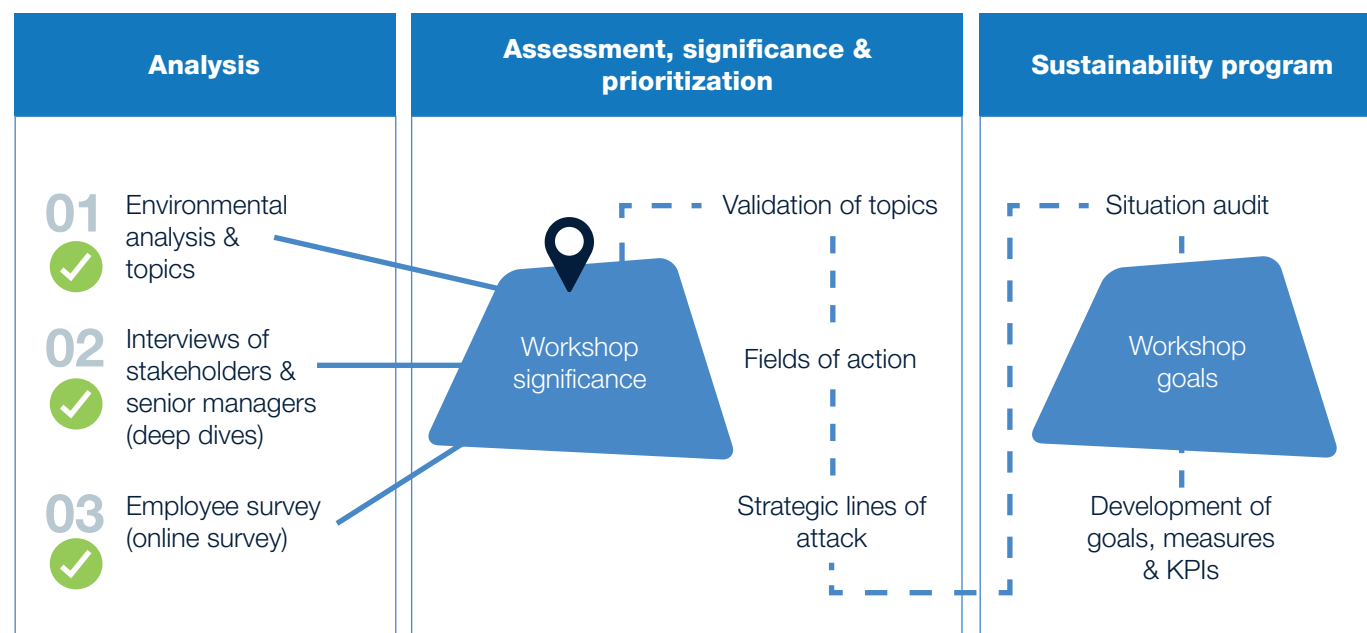 Analysis
Assessment, significance &
prioritization
Sustainability program
01
Environmental
analysis &
topics
02
Interviews of
stakeholders &
senior managers
(deep dives)
03
Employee survey
(online survey)
Workshop
significance
Validation of topics
Fields of action
Strategic lines of
attack
Situation audit
Workshop
goals
Development of
goals, measures
& KPIs